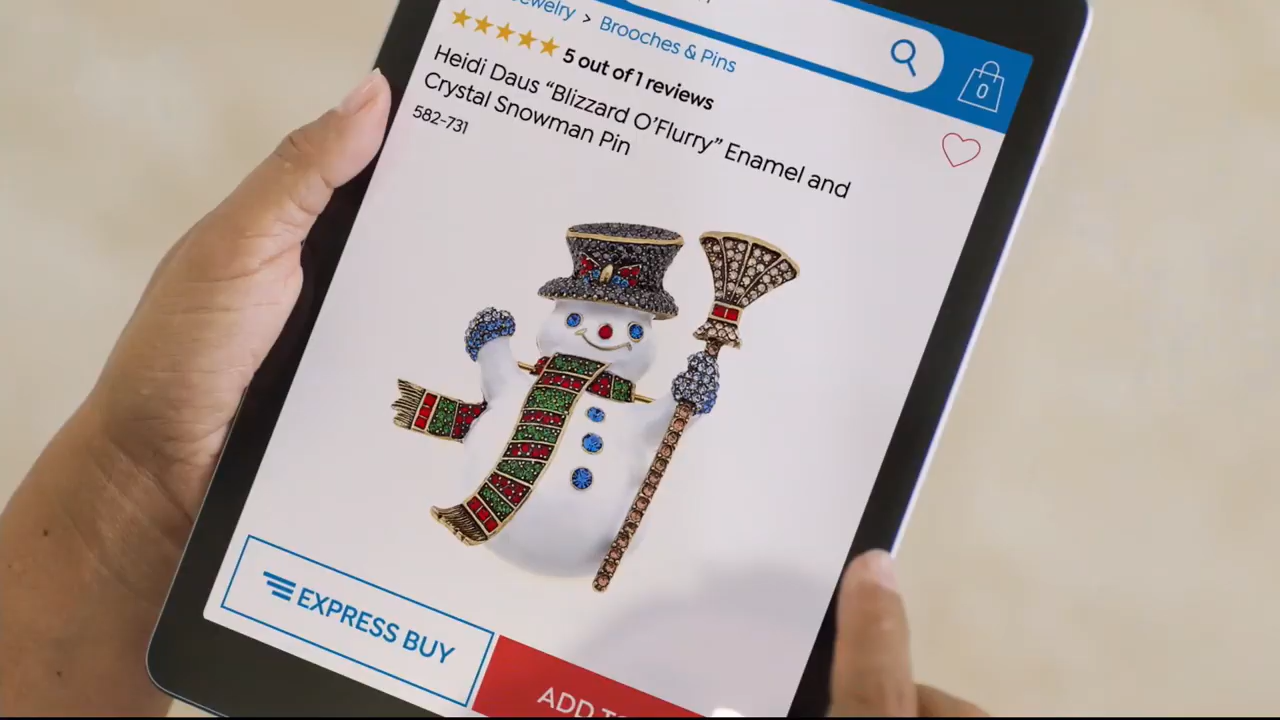 ewelry > Brooches & Pins
5 out of 1 reviews
Heidi Daus “Blizzard O’Flurry” Enamel and
Crystal Snowman Pin
582-731
0
EXPRESS BUY
ADD